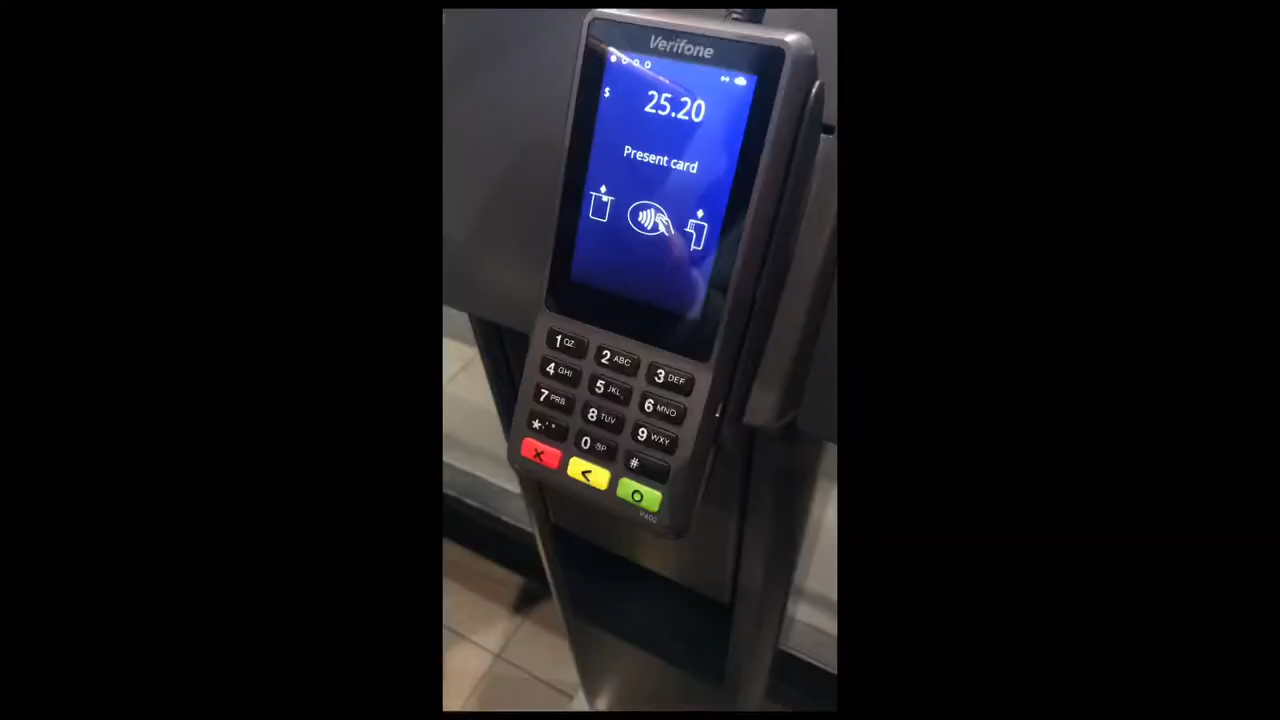 Verifone
$ 25.20
Present card
1 QZ.
2 ABC
3 DEF
4 GHI
5 JKL
6 MNO
7 PRS
8 TUV
9 WXY
*
0 -SP
#
X
<
O
P400